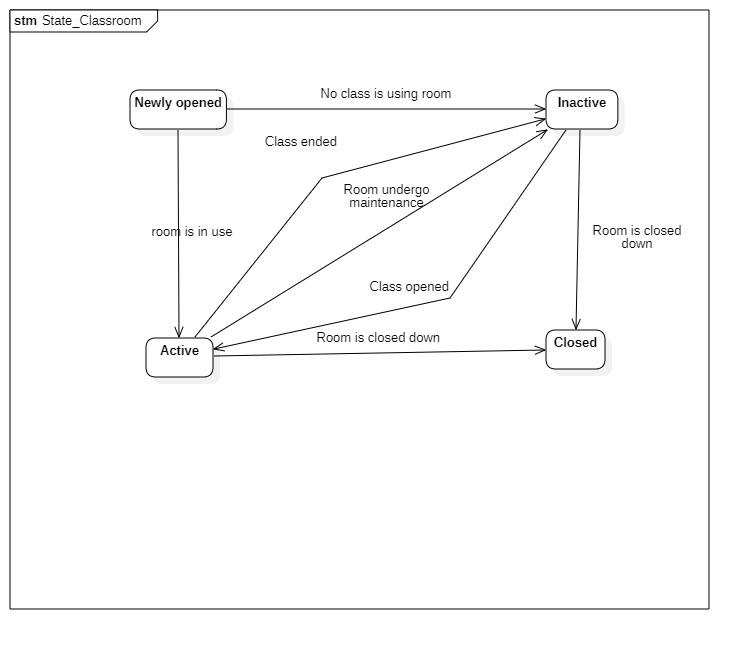 stm State_Classroom
Newly opened
No class is using room
Inactive
Class ended
Room undergo
maintenance
room is in use
Room is closed
down
Class opened
Active
Room is closed down
Closed